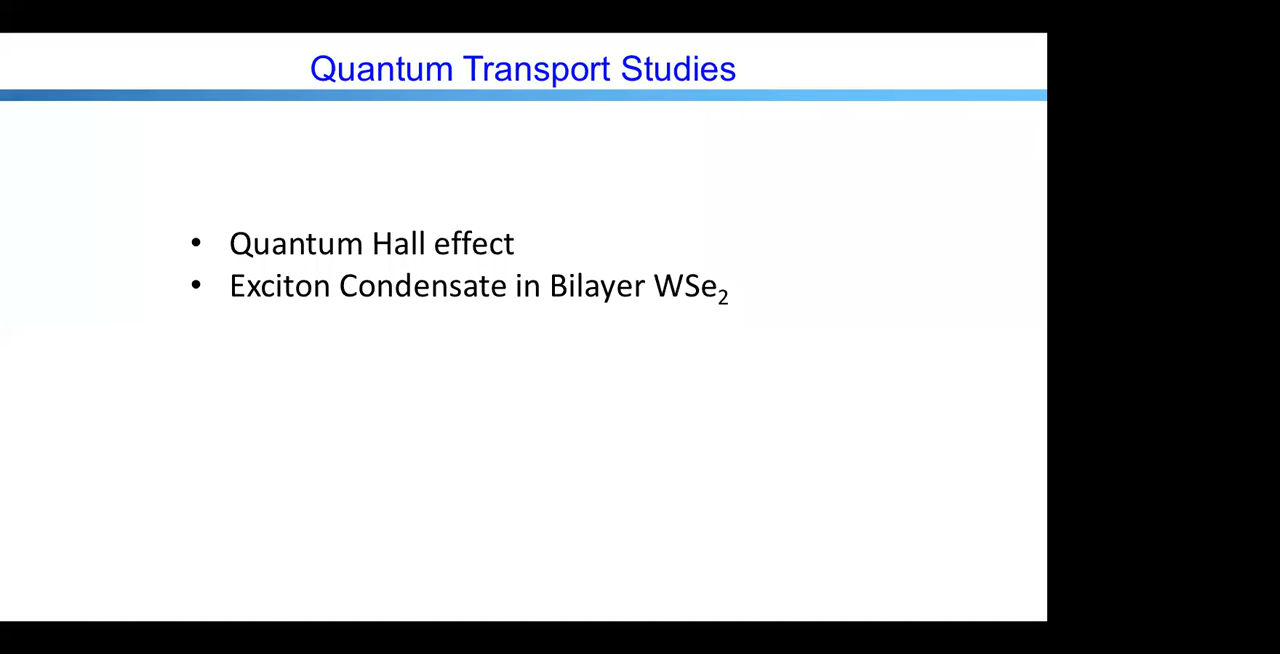 Quantum Transport Studies
• Quantum Hall effect
• Exciton Condensate in Bilayer WSe₂